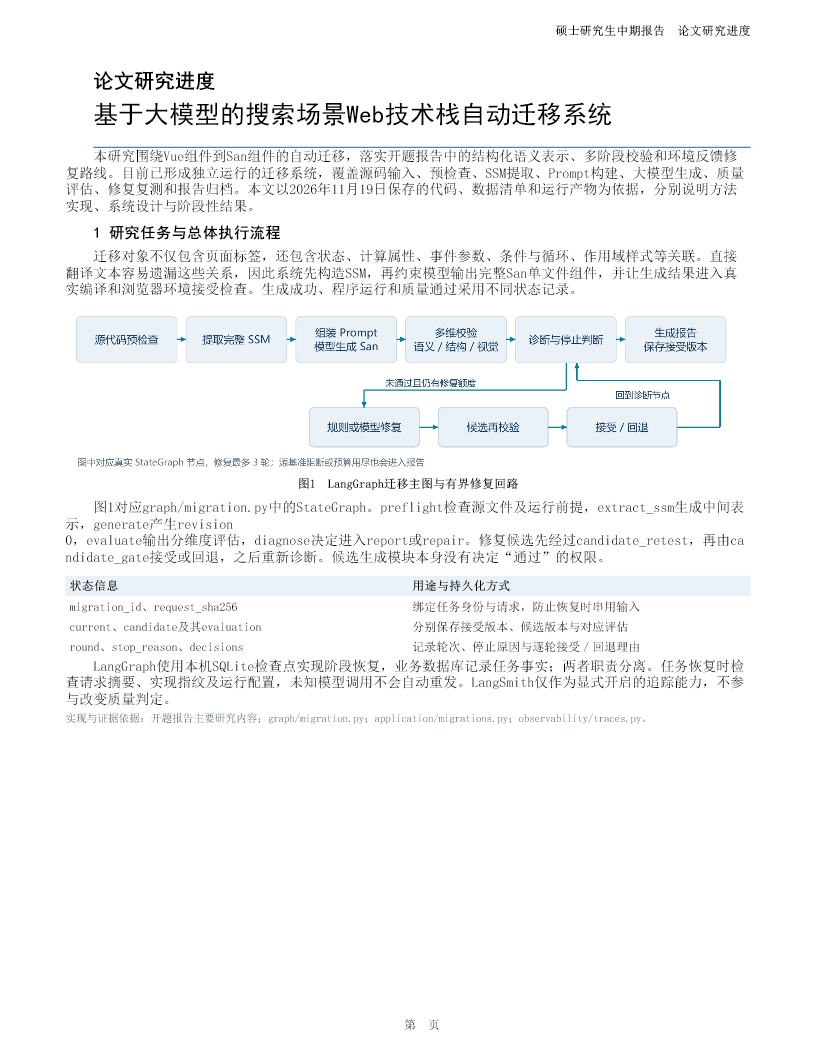 硕士研究生中期报告　论文研究进度
论文研究进度
基于大模型的搜索场景Web技术栈自动迁移系统
本研究围绕Vue组件到San组件的自动迁移，落实开题报告中的结构化语义表示、多阶段校验和环境反馈修
复路线。目前已形成独立运行的迁移系统，覆盖源码输入、预检查、SSM提取、Prompt构建、大模型生成、质量
评估、修复复测和报告归档。本文以2026年11月19日保存的代码、数据清单和运行产物为依据，分别说明方法
实现、系统设计与阶段性结果。
1 研究任务与总体执行流程
迁移对象不仅包含页面标签，还包含状态、计算属性、事件参数、条件与循环、作用域样式等关联。直接
翻译文本容易遗漏这些关系，因此系统先构造SSM，再约束模型输出完整San单文件组件，并让生成结果进入真
实编译和浏览器环境接受检查。生成成功、程序运行和质量通过采用不同状态记录。
源代码预检查
提取完整 SSM
组装 Prompt
模型生成 San
多维校验
语义 / 结构 / 视觉
诊断与停止判断
生成报告
保存接受版本
未通过且仍有修复额度
回到诊断节点
规则或模型修复
候选再校验
接受 / 回退
图中对应真实 StateGraph 节点，修复最多 3 轮；源基准阻断或预算用尽也会进入报告
图1　LangGraph迁移主图与有界修复回路
图1对应graph/migration.py中的StateGraph。preflight检查源文件及运行前提，extract_ssm生成中间表
示，generate产生revision
0，evaluate输出分维度评估，diagnose决定进入report或repair。修复候选先经过candidate_retest，再由ca
ndidate_gate接受或回退，之后重新诊断。候选生成模块本身没有决定“通过”的权限。
状态信息　用途与持久化方式
migration_id、request_sha256　绑定任务身份与请求，防止恢复时串用输入
current、candidate及其evaluation　分别保存接受版本、候选版本与对应评估
round、stop_reason、decisions　记录轮次、停止原因与逐轮接受 / 回退理由
LangGraph使用本机SQLite检查点实现阶段恢复，业务数据库记录任务事实；两者职责分离。任务恢复时检
查请求摘要、实现指纹及运行配置，未知模型调用不会自动重发。LangSmith仅作为显式开启的追踪能力，不参
与改变质量判定。
实现与证据依据：开题报告主要研究内容；graph/migration.py；application/migrations.py；observability/traces.py。
第　页